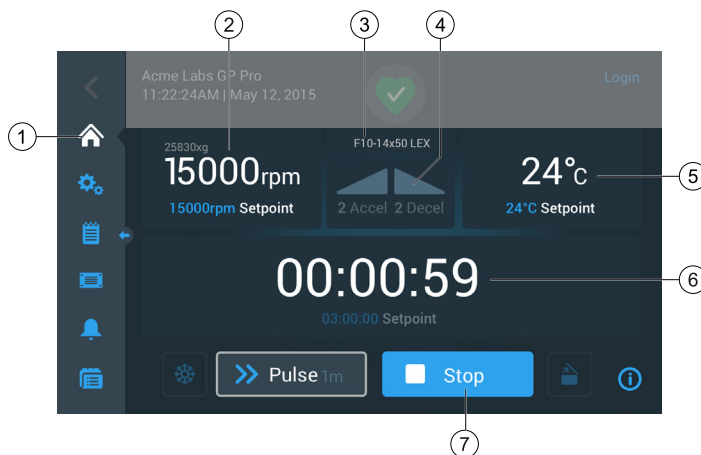 2
3
4
Acme Labs GP Pro
Login
11:22:24AM | May 12, 2015
1
F10-14x50 LEX
25830xg
15000rpm
24°c
5
2 Accel 2 Decel
15000rpm Setpoint
24°C Setpoint
00:00:59
6
03:00:00 Setpoint
Pulse 1m
Stop
7